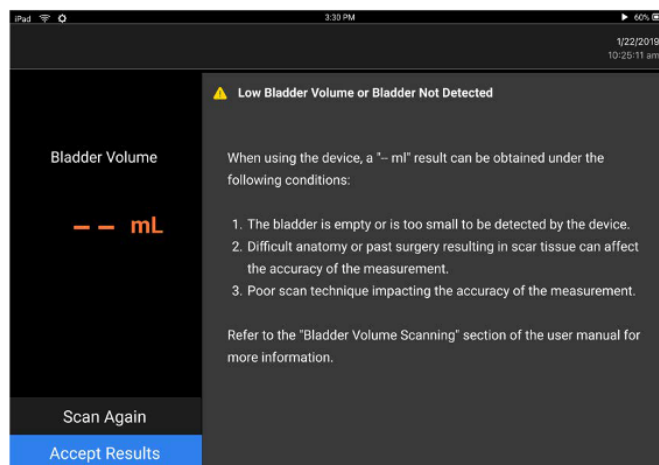 iPad 3:30 PM 60%
1/22/2019
10:25:11 am
Low Bladder Volume or Bladder Not Detected
Bladder Volume
-- mL
When using the device, a "-- ml" result can be obtained under the
following conditions:
1. The bladder is empty or is too small to be detected by the device.
2. Difficult anatomy or past surgery resulting in scar tissue can affect
the accuracy of the measurement.
3. Poor scan technique impacting the accuracy of the measurement.
Refer to the "Bladder Volume Scanning" section of the user manual for
more information.
Scan Again
Accept Results